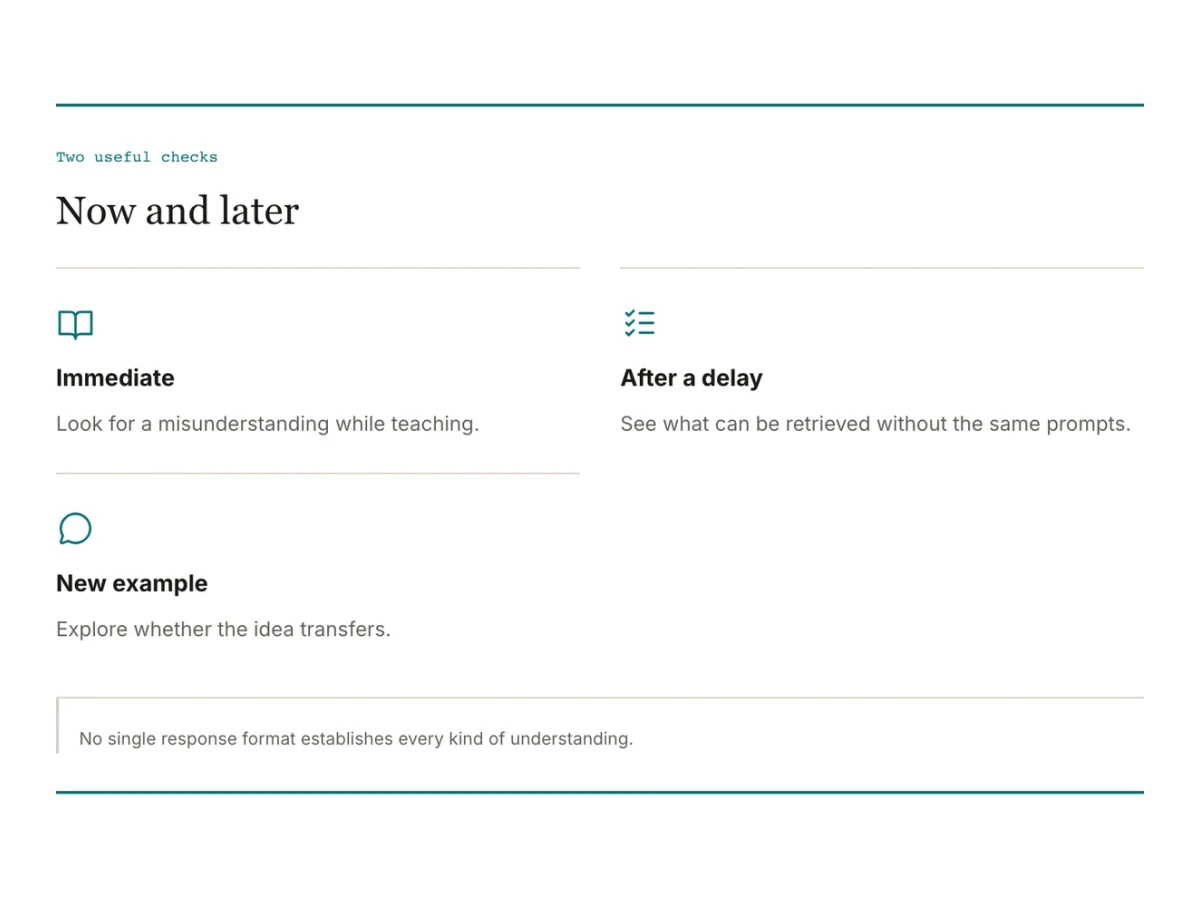 Two useful checks
Now and later
Immediate
Look for a misunderstanding while teaching.
After a delay
See what can be retrieved without the same prompts.
New example
Explore whether the idea transfers.
No single response format establishes every kind of understanding.